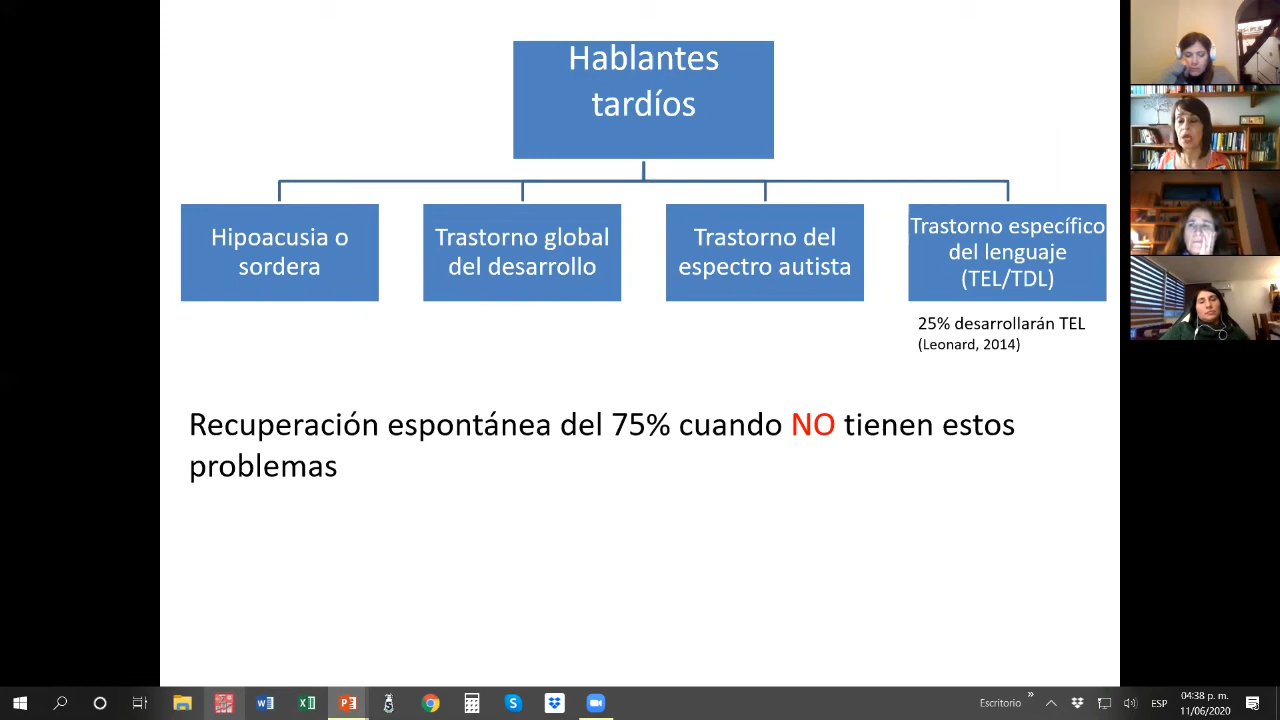 Hablantes
tardíos
Hipoacusia o
sordera
Trastorno global
del desarrollo
Trastorno del
espectro autista
Trastorno específico
del lenguaje
(TEL/TDL)
25% desarrollarán TEL
(Leonard, 2014)
Recuperación espontánea del 75% cuando NO tienen estos
problemas
Escritorio
ESP
04:38 p. m.
11/06/2020